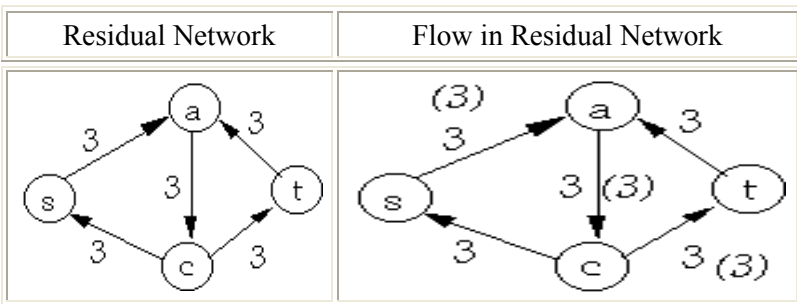 Residual Network
Flow in Residual Network
a
3
3
3
s
t
3
3
c
(3)
a
3
3
3 (3)
s
t
3
3 (3)
c